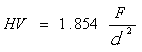 HV = 1.854 F/d²